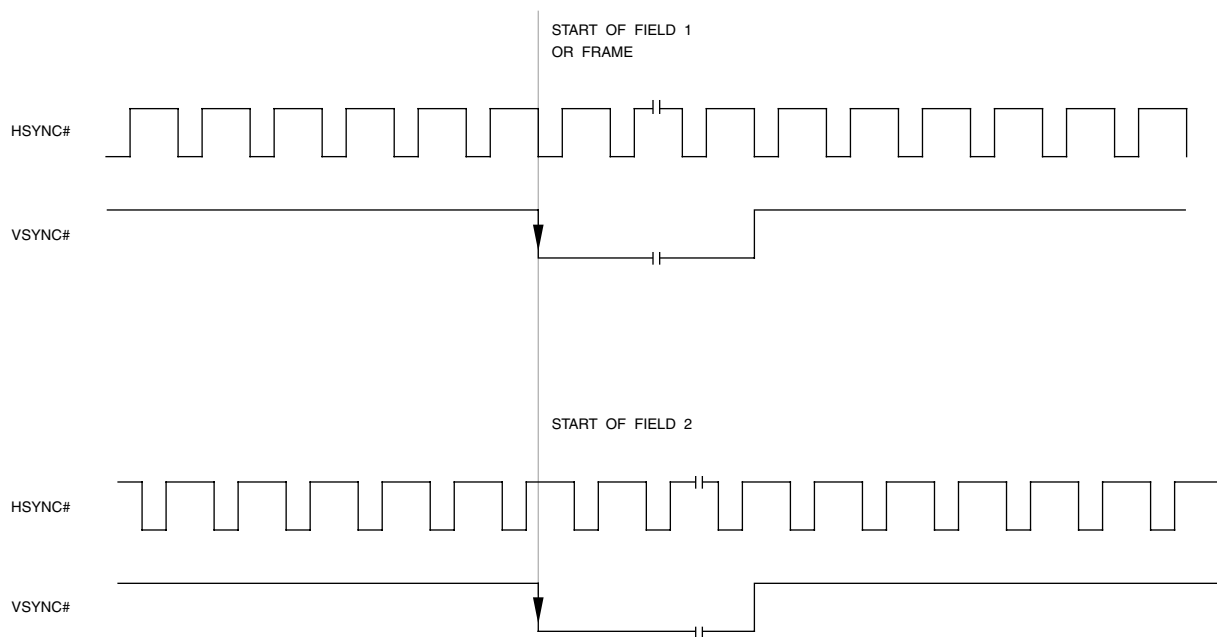 START OF FIELD 1
OR FRAME
HSYNC#
VSYNC#
START OF FIELD 2
HSYNC#
VSYNC#